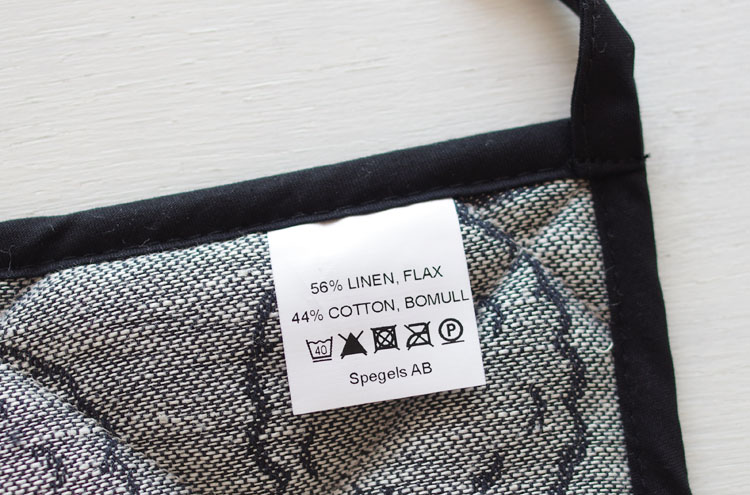 56% LINEN, FLAX
44% COTTON, BOMULL
40 P
Spegels AB